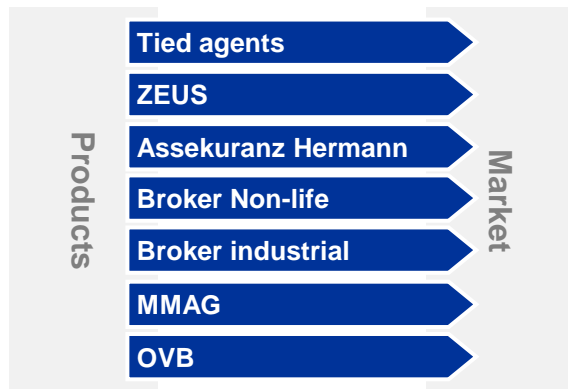 Products
Tied agents
ZEUS
Assekuranz Hermann
Broker Non-life
Broker industrial
MMAG
OVB
Market